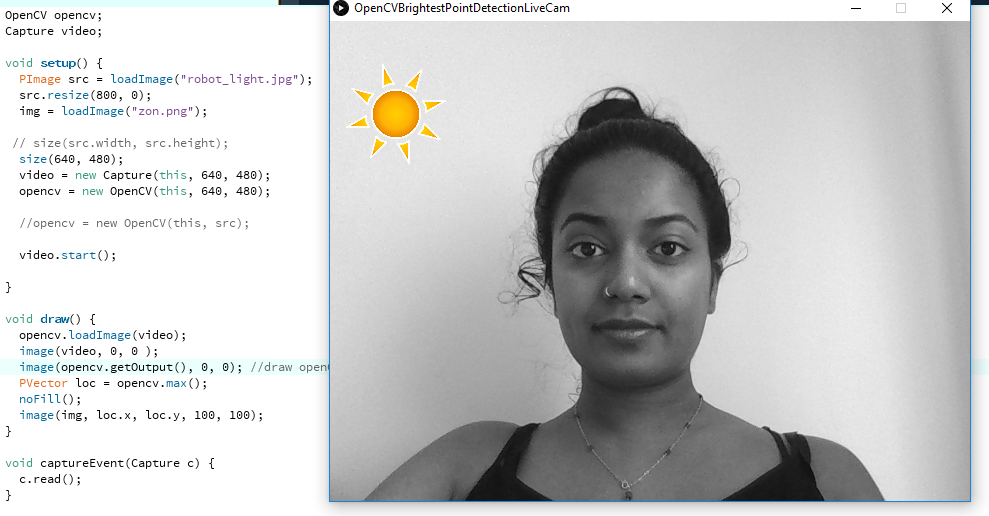 OpenCV opencv;
Capture video;
void setup() {
PImage src = loadImage("robot_light.jpg");
src.resize(800, 0);
img = loadImage("zon.png");
// size(src.width, src.height);
size(640, 480);
video = new Capture(this, 640, 480);
opencv = new OpenCV(this, 640, 480);
//opencv = new OpenCV(this, src);
video.start();
}
void draw() {
opencv.loadImage(video);
image(video, 0, 0 );
image(opencv.getOutput(), 0, 0); //draw open
PVector loc = opencv.max();
noFill();
image(img, loc.x, loc.y, 100, 100);
}
void captureEvent(Capture c) {
c.read();
}
OpenCVBrightestPointDetectionLiveCam